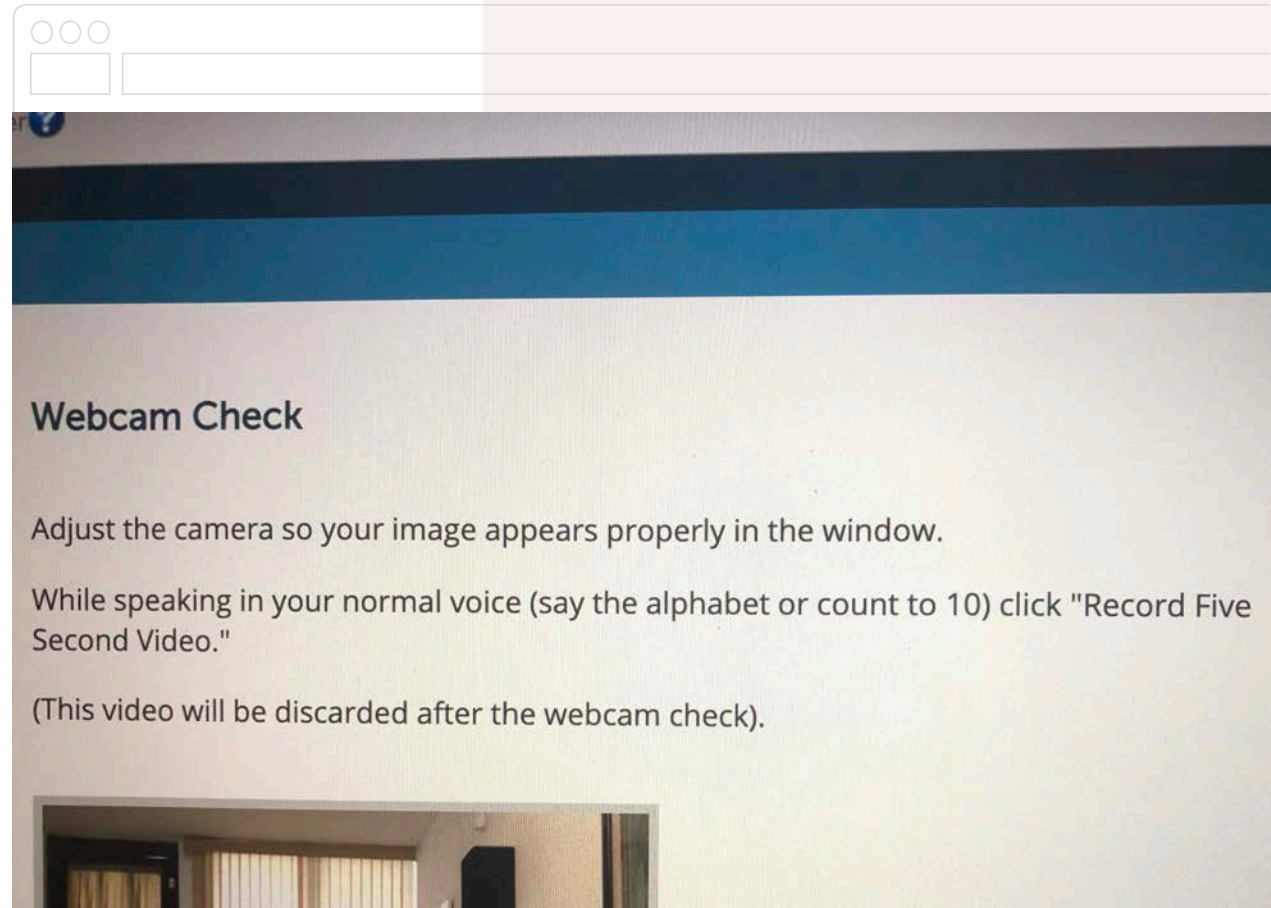 er?
Webcam Check
Adjust the camera so your image appears properly in the window.
While speaking in your normal voice (say the alphabet or count to 10) click "Record Five
Second Video."
(This video will be discarded after the webcam check).